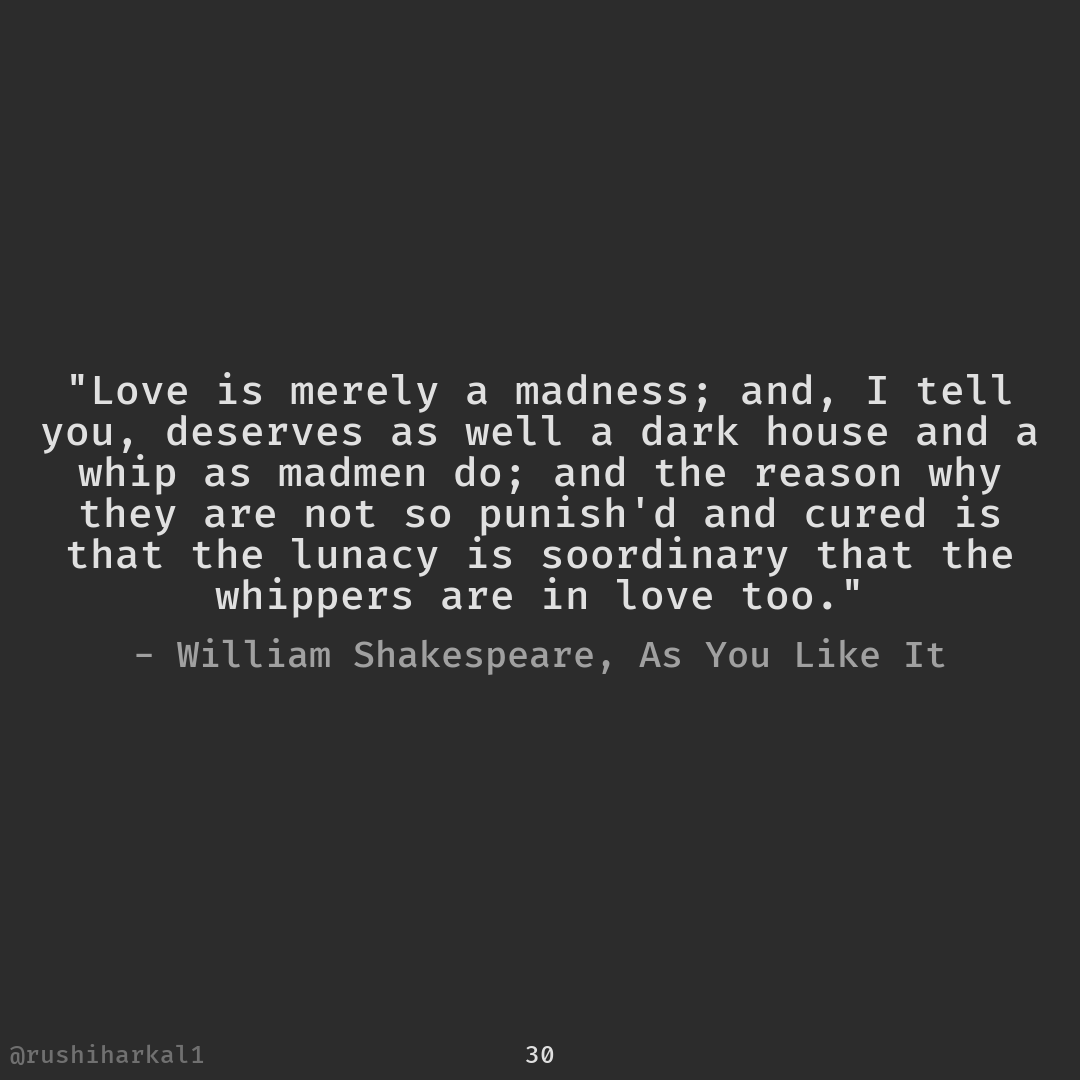 "Love is merely a madness; and, I tell
you, deserves as well a dark house and a
whip as madmen do; and the reason why
they are not so punish'd and cured is
that the lunacy is soordinary that the
whippers are in love too."
- William Shakespeare, As You Like It
@rushiharkal1
30